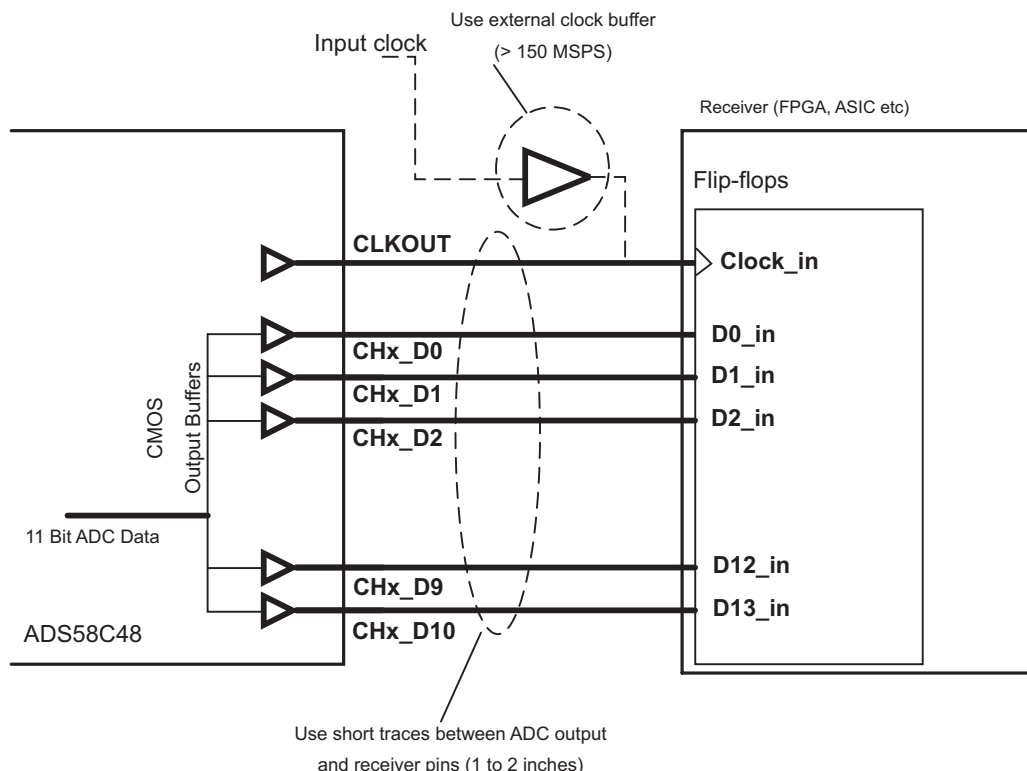 Use external clock buffer
(> 150 MSPS)
Input clock
Receiver (FPGA, ASIC etc)
Flip-flops
CLKOUT
Clock_in
CHx_D0
D0_in
CHx_D1
D1_in
CHx_D2
D2_in
CMOS
Output Buffers
11 Bit ADC Data
CHx_D9
D12_in
CHx_D10
D13_in
ADS58C48
Use short traces between ADC output
and receiver pins (1 to 2 inches)